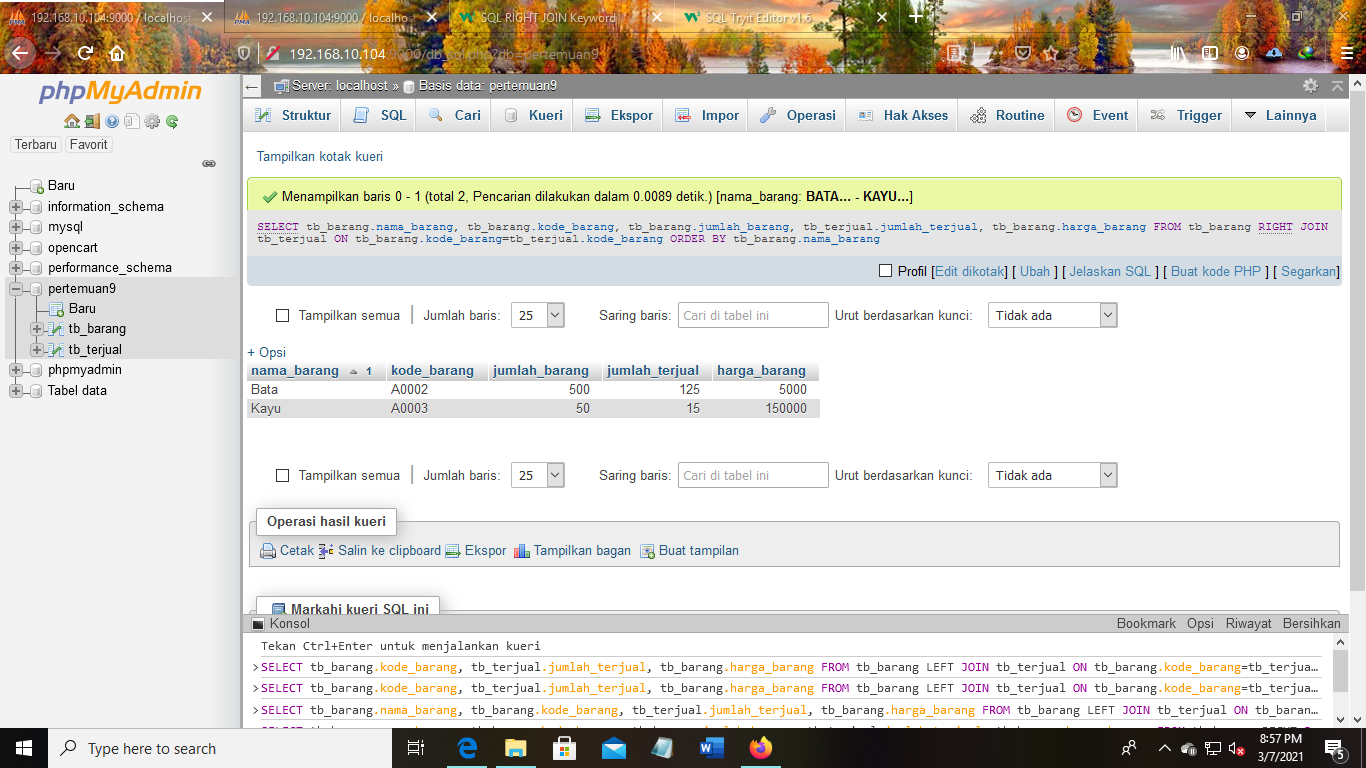 192.168.10.104:9000 / localhos
192.168.10.104:9000 / localhos
SQL RIGHT JOIN Keyword
SQL Tryit Editor v1.6
192.168.10.104:9000/db_sql.php?db=pertemuan9
phpMyAdmin
Terbaru Favorit
Baru
information_schema
mysql
opencart
performance_schema
pertemuan9
Baru
tb_barang
tb_terjual
phpmyadmin
Tabel data
Server: localhost » Basis data: pertemuan9
Struktur SQL Cari Kueri Ekspor Impor Operasi Hak Akses Routine Event Trigger Lainnya
Tampilkan kotak kueri
Menampilkan baris 0 - 1 (total 2, Pencarian dilakukan dalam 0.0089 detik.) [nama_barang: BATA... - KAYU...]
SELECT tb_barang.nama_barang, tb_barang.kode_barang, tb_barang.jumlah_barang, tb_terjual.jumlah_terjual, tb_barang.harga_barang FROM tb_barang RIGHT JOIN
tb_terjual ON tb_barang.kode_barang=tb_terjual.kode_barang ORDER BY tb_barang.nama_barang
Profil [Edit dikotak] [ Ubah ] [ Jelaskan SQL ] [ Buat kode PHP ] [ Segarkan]
Tampilkan semua Jumlah baris: 25 Saring baris: Cari di tabel ini Urut berdasarkan kunci: Tidak ada
+ Opsi
nama_barang 1 kode_barang jumlah_barang jumlah_terjual harga_barang
Bata A0002 500 125 5000
Kayu A0003 50 15 150000
Tampilkan semua Jumlah baris: 25 Saring baris: Cari di tabel ini Urut berdasarkan kunci: Tidak ada
Operasi hasil kueri
Cetak Salin ke clipboard Ekspor Tampilkan bagan Buat tampilan
Markahi kueri SQL ini
Konsol Bookmark Opsi Riwayat Bersihkan
Tekan Ctrl+Enter untuk menjalankan kueri
>SELECT tb_barang.kode_barang, tb_terjual.jumlah_terjual, tb_barang.harga_barang FROM tb_barang LEFT JOIN tb_terjual ON tb_barang.kode_barang=tb_terjua…
>SELECT tb_barang.kode_barang, tb_terjual.jumlah_terjual, tb_barang.harga_barang FROM tb_barang LEFT JOIN tb_terjual ON tb_barang.kode_barang=tb_terjua…
>SELECT tb_barang.nama_barang, tb_barang.kode_barang, tb_terjual.jumlah_terjual, tb_barang.harga_barang FROM tb_barang LEFT JOIN tb_terjual ON tb_baran…
Type here to search
8:57 PM
3/7/2021
5